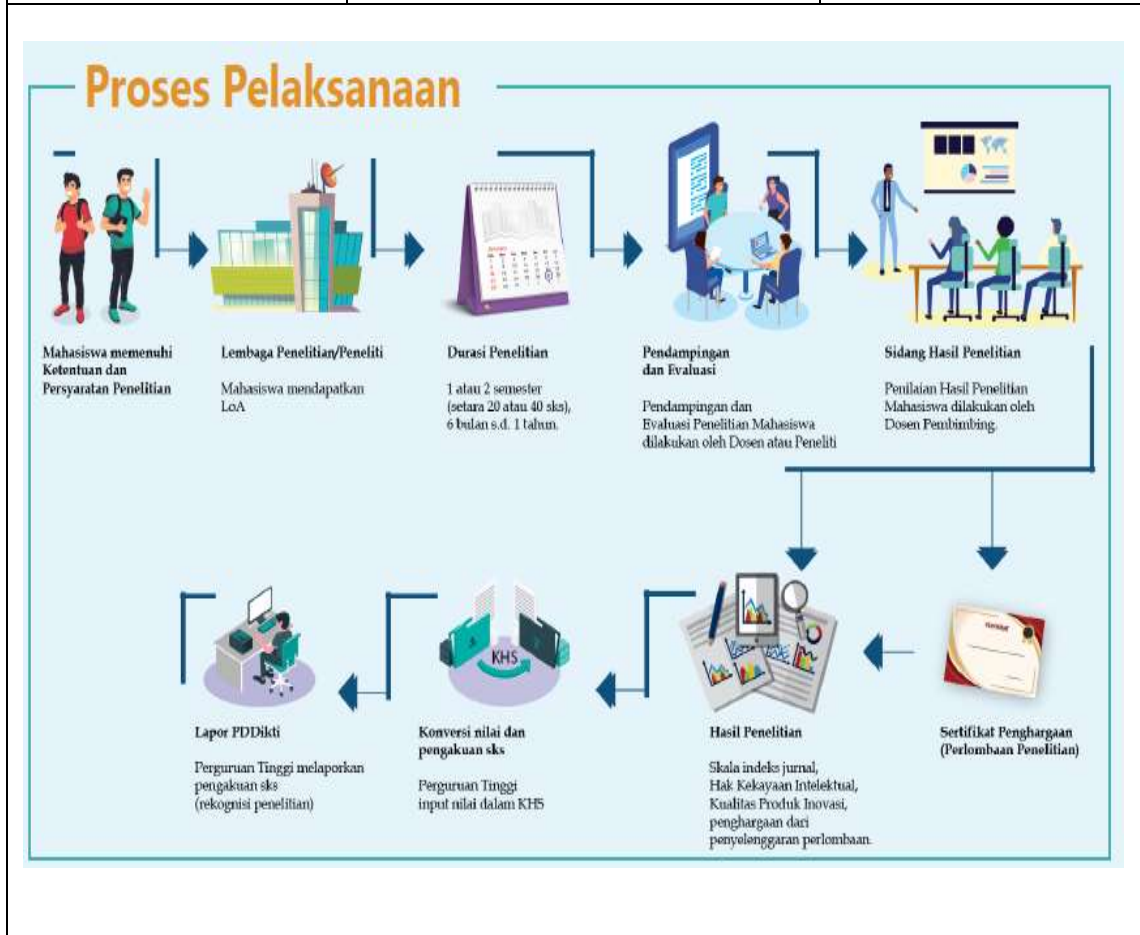 Proses Pelaksanaan
Mahasiswa memenuhi
Ketentuan dan
Persyaratan Penelitian
Lembaga Penelitian/Peneliti
Mahasiswa mendapatkan
LoA
Durasi Penelitian
1 atau 2 semester
(setara 20 atau 40 sks),
6 bulan s.d. 1 tahun.
Pendampingan
dan Evaluasi
Pendampingan dan
Evaluasi Penelitian Mahasiswa
dilakukan oleh Dosen atau Peneliti
Sidang Hasil Penelitian
Penilaian Hasil Penelitian
Mahasiswa dilakukan oleh
Dosen Pembimbing.
Sertifikat Penghargaan
(Perlombaan Penelitian)
Hasil Penelitian
Skala indeks jurnal,
Hak Kekayaan Intelektual,
Kualitas Produk Inovasi,
penghargaan dari
penyelenggaran perlombaan.
KHS
Konversi nilai dan
pengakuan sks
Perguruan Tinggi
input nilai dalam KHS
Lapor PDDikti
Perguruan Tinggi melaporkan
pengakuan sks
(rekognisi penelitian)